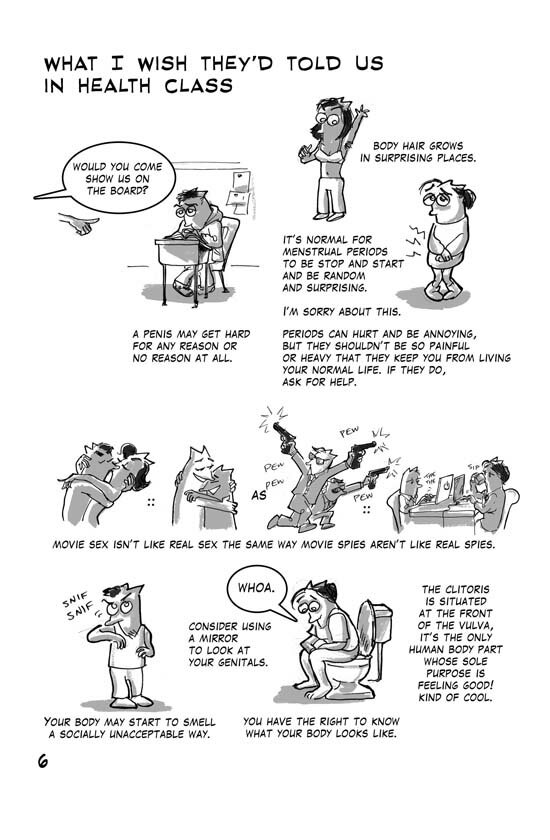 WHAT I WISH THEY'D TOLD US
IN HEALTH CLASS
WOULD YOU COME
SHOW US ON
THE BOARD?
BODY HAIR GROWS
IN SURPRISING PLACES.
A PENIS MAY GET HARD
FOR ANY REASON OR
NO REASON AT ALL.
IT'S NORMAL FOR
MENSTRUAL PERIODS
TO BE STOP AND START
AND BE RANDOM
AND SURPRISING.
I'M SORRY ABOUT THIS.
PERIODS CAN HURT AND BE ANNOYING,
BUT THEY SHOULDN'T BE SO PAINFUL
OR HEAVY THAT THEY KEEP YOU FROM LIVING
YOUR NORMAL LIFE. IF THEY DO,
ASK FOR HELP.
::
AS
PEW
PEW
PEW
PEW
::
SIP
MOVIE SEX ISN'T LIKE REAL SEX THE SAME WAY MOVIE SPIES AREN'T LIKE REAL SPIES.
SNIF
SNIF
YOUR BODY MAY START TO SMELL
A SOCIALLY UNACCEPTABLE WAY.
WHOA.
CONSIDER USING
A MIRROR
TO LOOK AT
YOUR GENITALS.
YOU HAVE THE RIGHT TO KNOW
WHAT YOUR BODY LOOKS LIKE.
THE CLITORIS
IS SITUATED
AT THE FRONT
OF THE VULVA,
IT'S THE ONLY
HUMAN BODY PART
WHOSE SOLE
PURPOSE IS
FEELING GOOD!
KIND OF COOL.
6